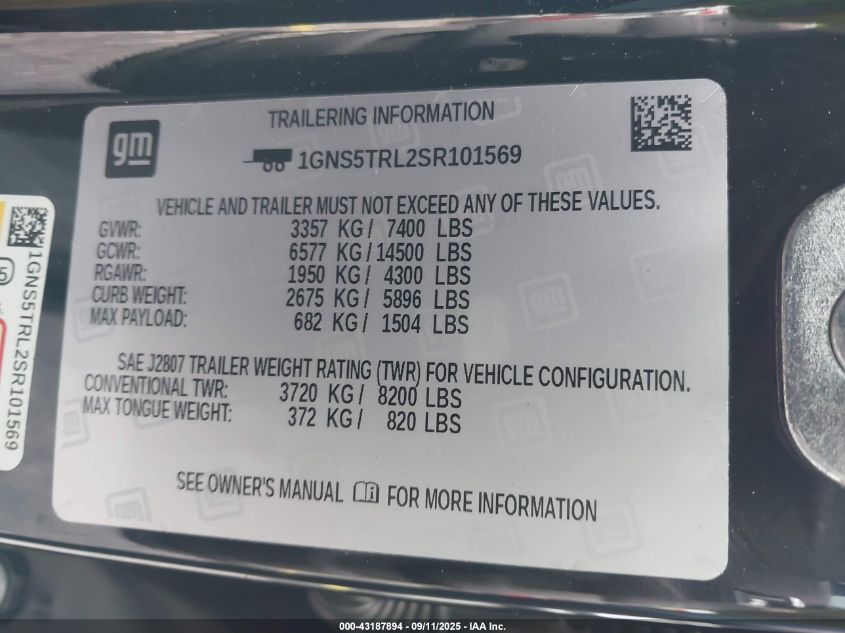 TRAILERING INFORMATION
gm
1GNS5TRL2SR101569
VEHICLE AND TRAILER MUST NOT EXCEED ANY OF THESE VALUES.
GVWR: 3357 KG / 7400 LBS
GCWR: 6577 KG / 14500 LBS
RGAWR: 1950 KG / 4300 LBS
CURB WEIGHT: 2675 KG / 5896 LBS
MAX PAYLOAD: 682 KG / 1504 LBS
SAE J2807 TRAILER WEIGHT RATING (TWR) FOR VEHICLE CONFIGURATION.
CONVENTIONAL TWR: 3720 KG / 8200 LBS
MAX TONGUE WEIGHT: 372 KG / 820 LBS
SEE OWNER'S MANUAL FOR MORE INFORMATION
1GNS5TRL2SR101569
000-43187894 - 09/11/2025 - IAA Inc.